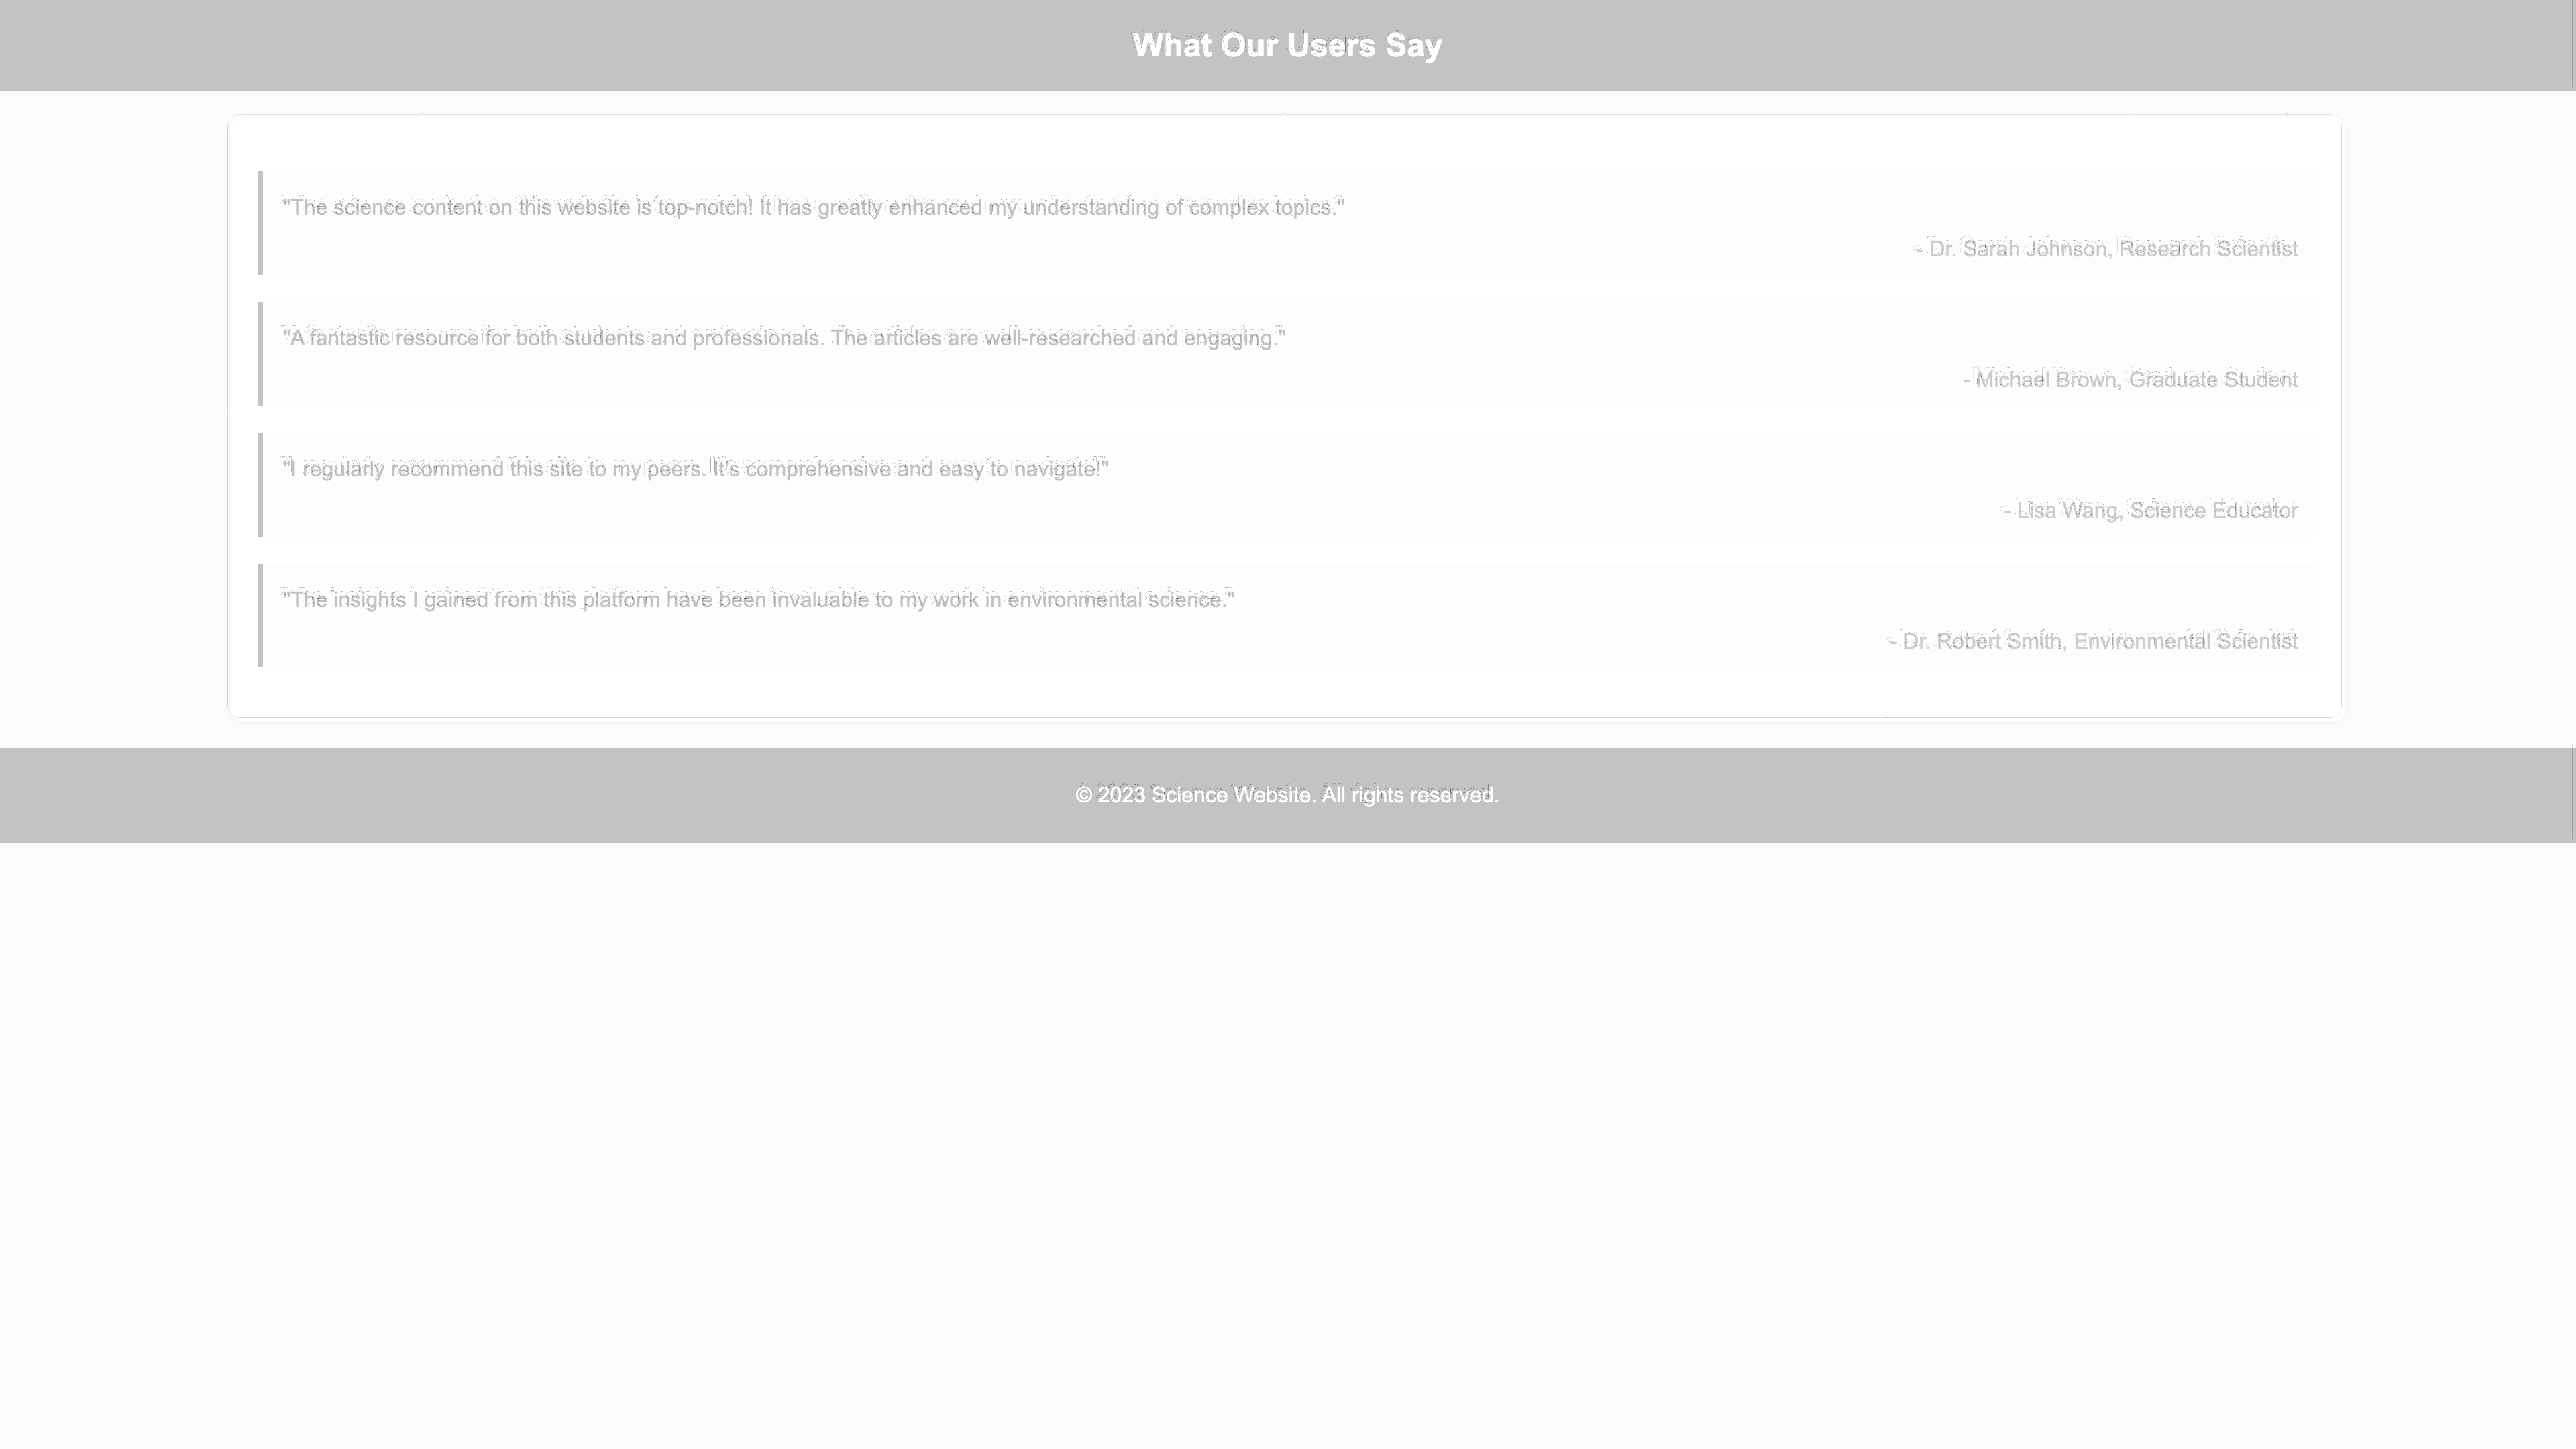 What Our Users Say
"The science content on this website is top-notch! It has greatly enhanced my understanding of complex topics."
- Dr. Sarah Johnson, Research Scientist
"A fantastic resource for both students and professionals. The articles are well-researched and engaging."
- Michael Brown, Graduate Student
"I regularly recommend this site to my peers. It's comprehensive and easy to navigate!"
- Lisa Wang, Science Educator
"The insights I gained from this platform have been invaluable to my work in environmental science."
- Dr. Robert Smith, Environmental Scientist
© 2023 Science Website. All rights reserved.